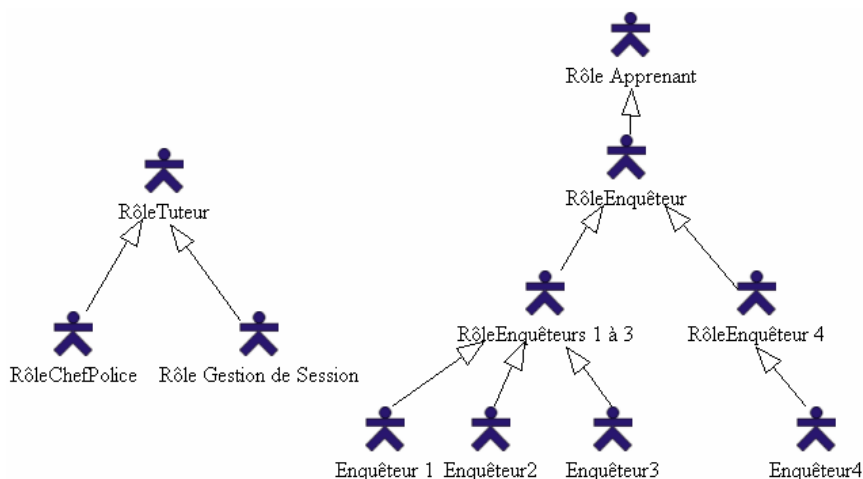 Rôle Apprenant
RôleEnquêteur
RôleTuteur
RôleEnquêteurs 1 à 3
RôleEnquêteur 4
RôleChefPolice
Rôle Gestion de Session
Enquêteur 1
Enquêteur2
Enquêteur3
Enquêteur4